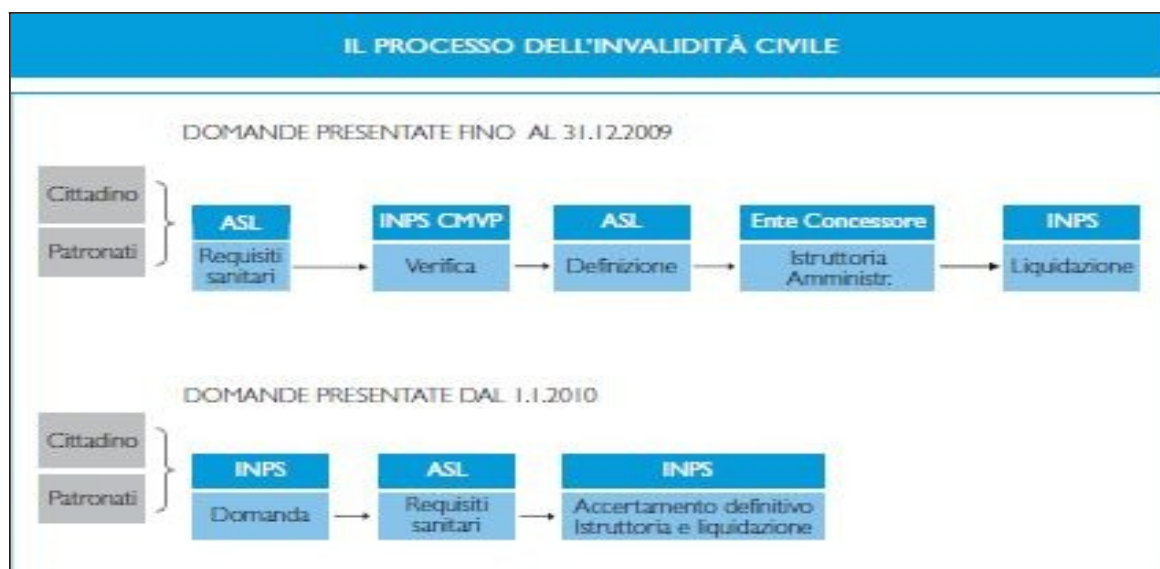 IL PROCESSO DELL'INVALIDITÀ CIVILE
DOMANDE PRESENTATE FINO AL 31.12.2009
Cittadino
Patronati
ASL
Requisiti
sanitari
INPS CMVP
Verifica
ASL
Definizione
Ente Concessore
Istruttoria
Amministr.
INPS
Liquidazione
DOMANDE PRESENTATE DAL 1.1.2010
Cittadino
Patronati
INPS
Domanda
ASL
Requisiti
sanitari
INPS
Accertamento definitivo
Istruttoria e liquidazione